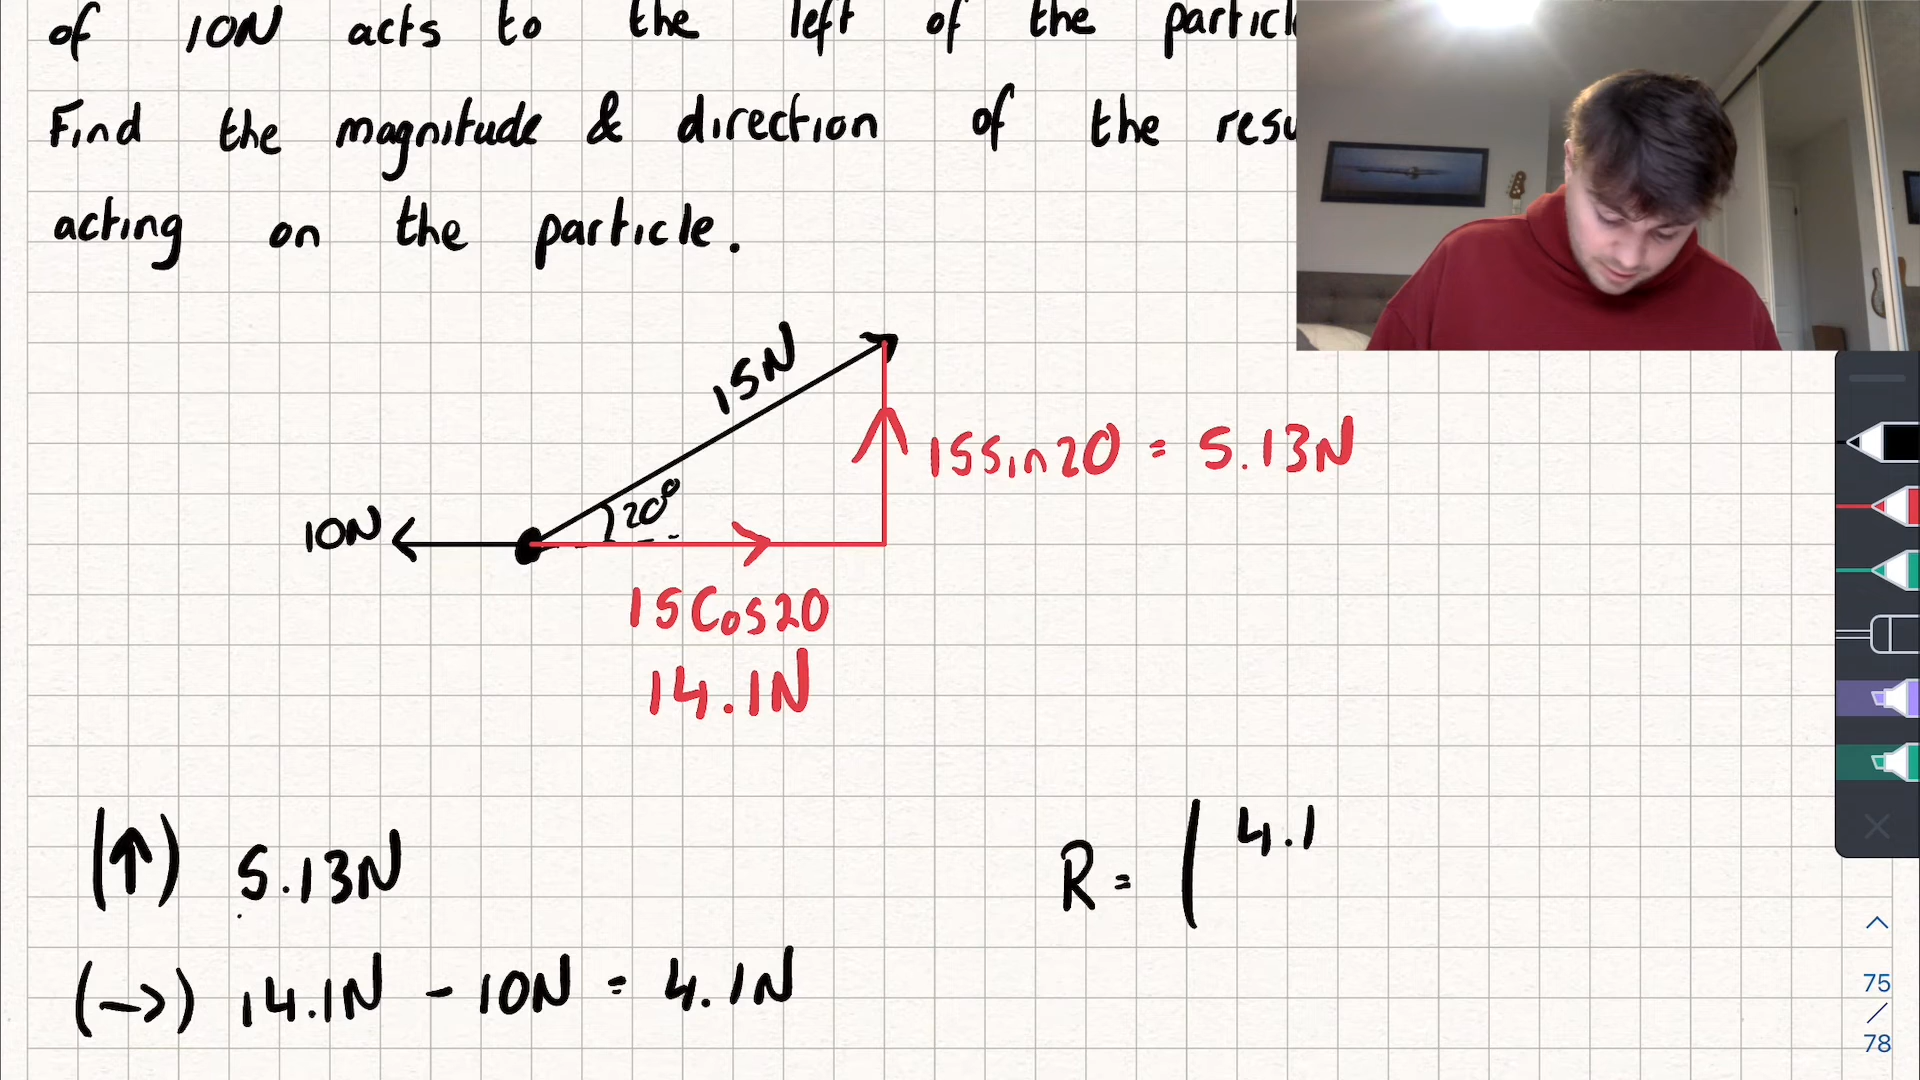 of 10N acts to the left of the
Find the magnitude & direction of the
acting on the particle.
15N
15Sin20 = 5.13N
20°
10N
15Cos20
14.1N
R = ( 4.1
(↑) 5.13N
(->) 14.1N - 10N = 4.1N
75
/
78